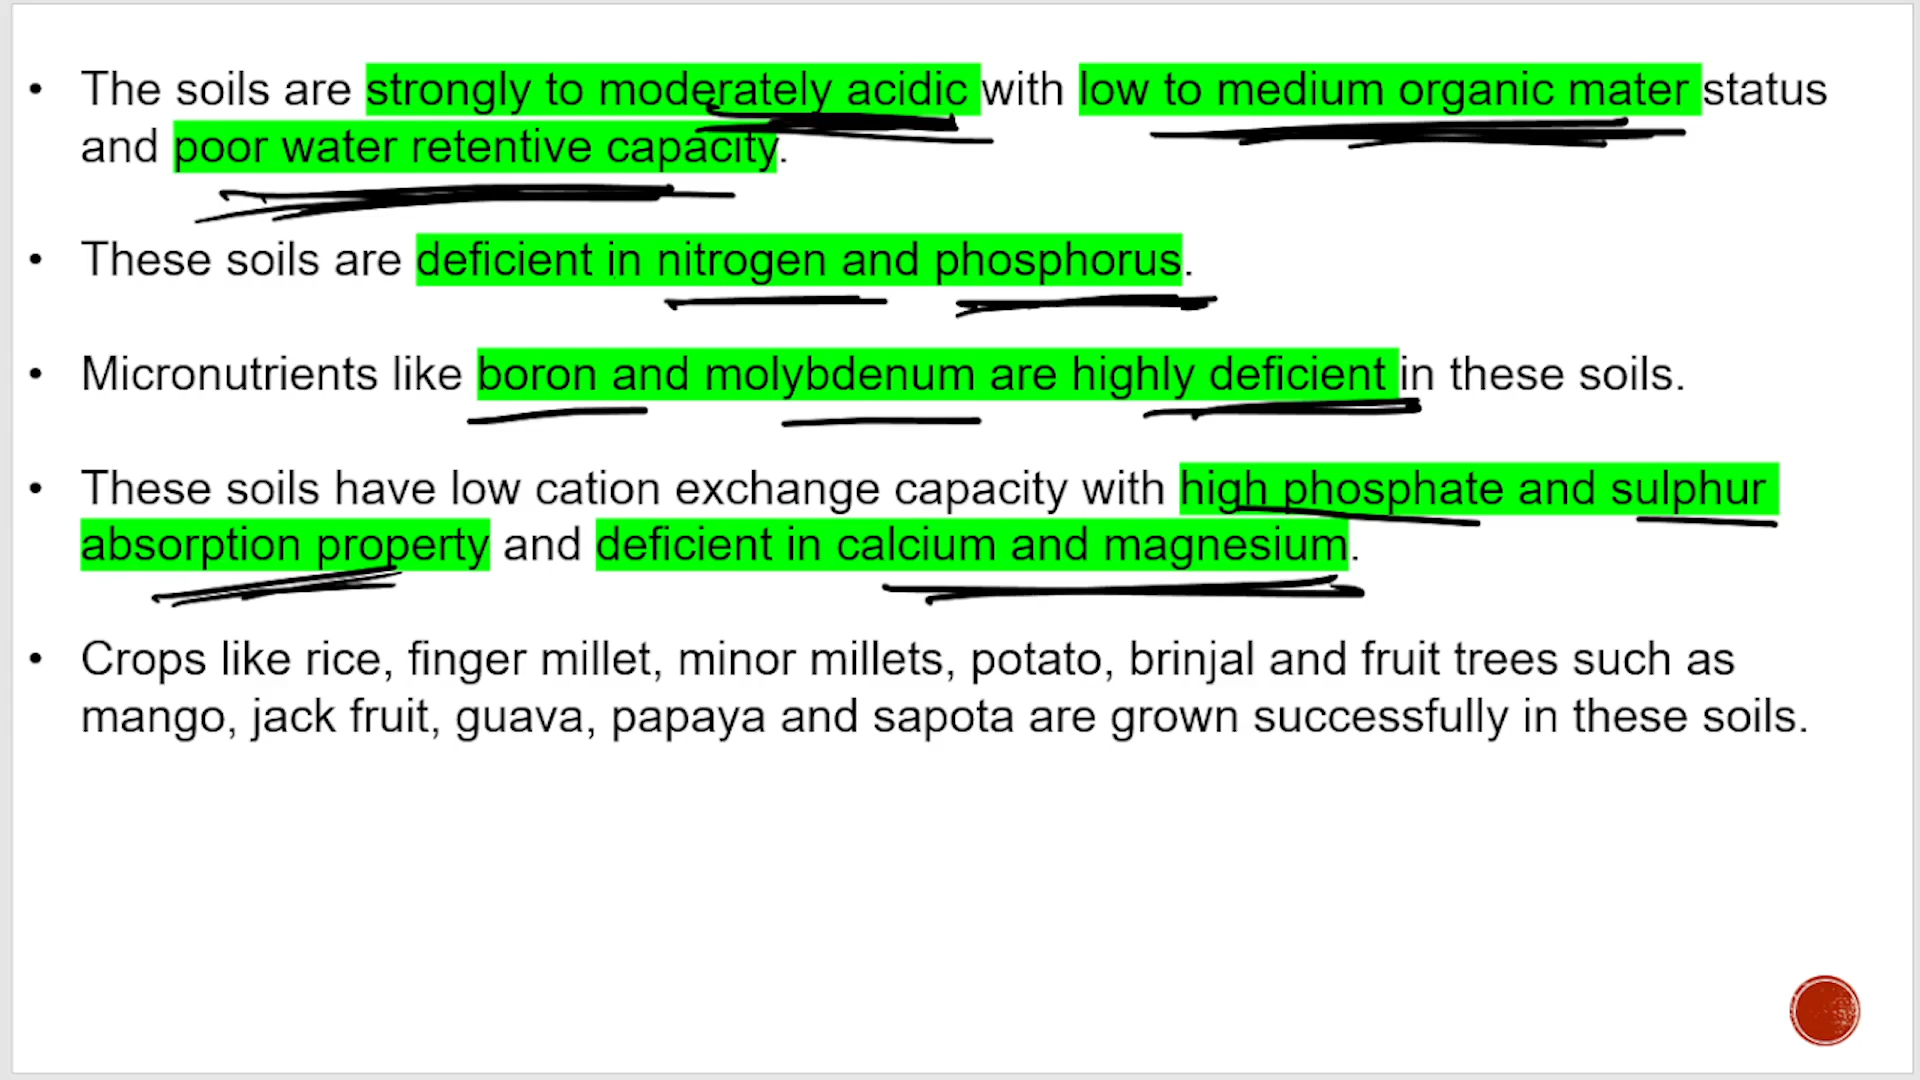 • The soils are strongly to moderately acidic with low to medium organic mater status
and poor water retentive capacity.
• These soils are deficient in nitrogen and phosphorus.
• Micronutrients like boron and molybdenum are highly deficient in these soils.
• These soils have low cation exchange capacity with high phosphate and sulphur
absorption property and deficient in calcium and magnesium.
• Crops like rice, finger millet, minor millets, potato, brinjal and fruit trees such as
mango, jack fruit, guava, papaya and sapota are grown successfully in these soils.